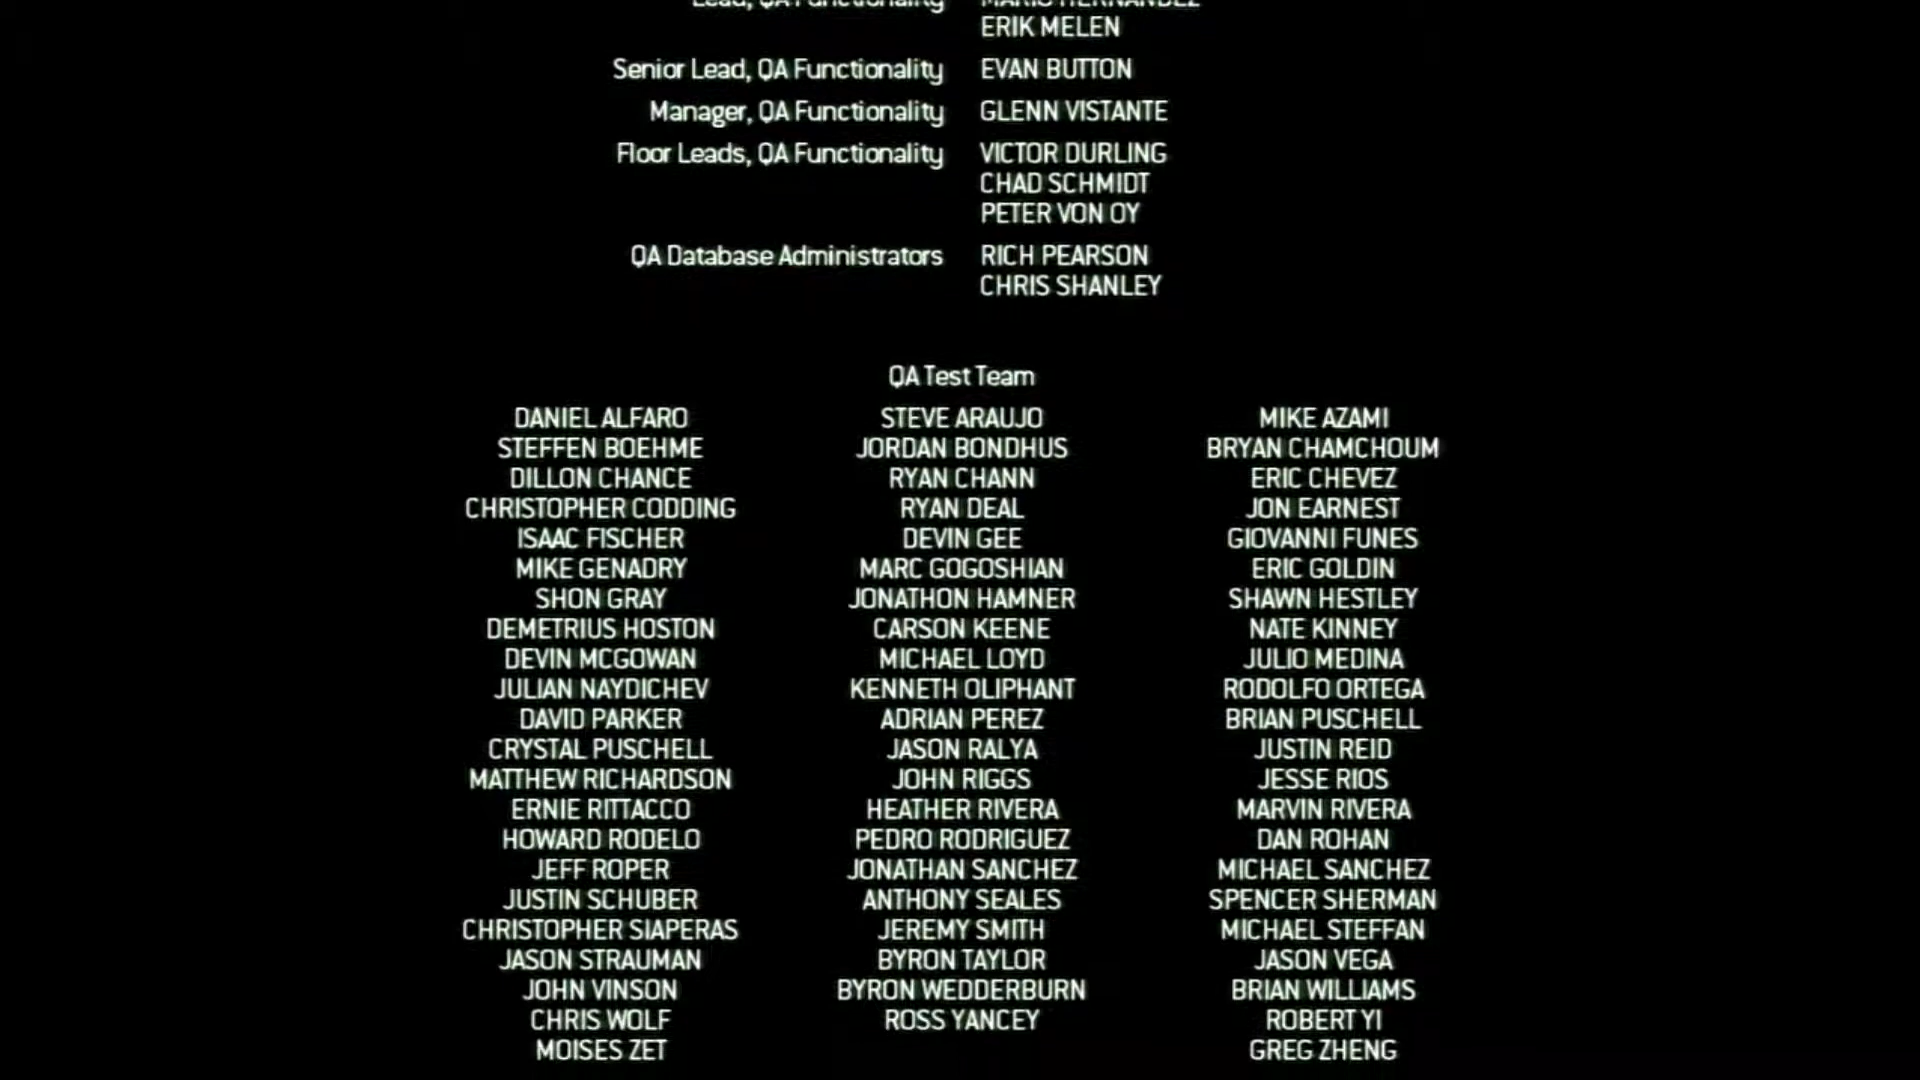 Lead, QA Functionality MARIO HERNANDEZ
ERIK MELEN
Senior Lead, QA Functionality EVAN BUTTON
Manager, QA Functionality GLENN VISTANTE
Floor Leads, QA Functionality VICTOR DURLING
CHAD SCHMIDT
PETER VON OY
QA Database Administrators RICH PEARSON
CHRIS SHANLEY
QA Test Team
DANIEL ALFARO STEVE ARAUJO MIKE AZAMI
STEFFEN BOEHME JORDAN BONDHUS BRYAN CHAMCHOUM
DILLON CHANCE RYAN CHANN ERIC CHEVEZ
CHRISTOPHER CODDING RYAN DEAL JON EARNEST
ISAAC FISCHER DEVIN GEE GIOVANNI FUNES
MIKE GENADRY MARC GOGOSHIAN ERIC GOLDIN
SHON GRAY JONATHON HAMNER SHAWN HESTLEY
DEMETRIUS HOSTON CARSON KEENE NATE KINNEY
DEVIN MCGOWAN MICHAEL LOYD JULIO MEDINA
JULIAN NAYDICHEV KENNETH OLIPHANT RODOLFO ORTEGA
DAVID PARKER ADRIAN PEREZ BRIAN PUSCHELL
CRYSTAL PUSCHELL JASON RALYA JUSTIN REID
MATTHEW RICHARDSON JOHN RIGGS JESSE RIOS
ERNIE RITTACCO HEATHER RIVERA MARVIN RIVERA
HOWARD RODELO PEDRO RODRIGUEZ DAN ROHAN
JEFF ROPER JONATHAN SANCHEZ MICHAEL SANCHEZ
JUSTIN SCHUBER ANTHONY SEALES SPENCER SHERMAN
CHRISTOPHER SIAPERAS JEREMY SMITH MICHAEL STEFFAN
JASON STRAUMAN BYRON TAYLOR JASON VEGA
JOHN VINSON BYRON WEDDERBURN BRIAN WILLIAMS
CHRIS WOLF ROSS YANCEY ROBERT YI
MOISES ZET GREG ZHENG